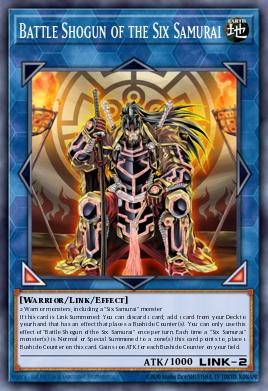 BATTLE SHOGUN OF THE SIX SAMURAI
EARTH
地
[WARRIOR/LINK/EFFECT]
2 Warrior monsters, including a "Six Samurai" monster
If this card is Link Summoned: You can discard 1 card; add 1 card from your Deck to
your hand that has an effect that places a Bushido Counter(s). You can only use this
effect of "Battle Shogun of the Six Samurai" once per turn. Each time a "Six Samurai"
monster(s) is Normal or Special Summoned to a zone(s) this card points to, place 1
Bushido Counter on this card. Gains 100 ATK for each Bushido Counter on your field.
ATK/1000 LINK-2